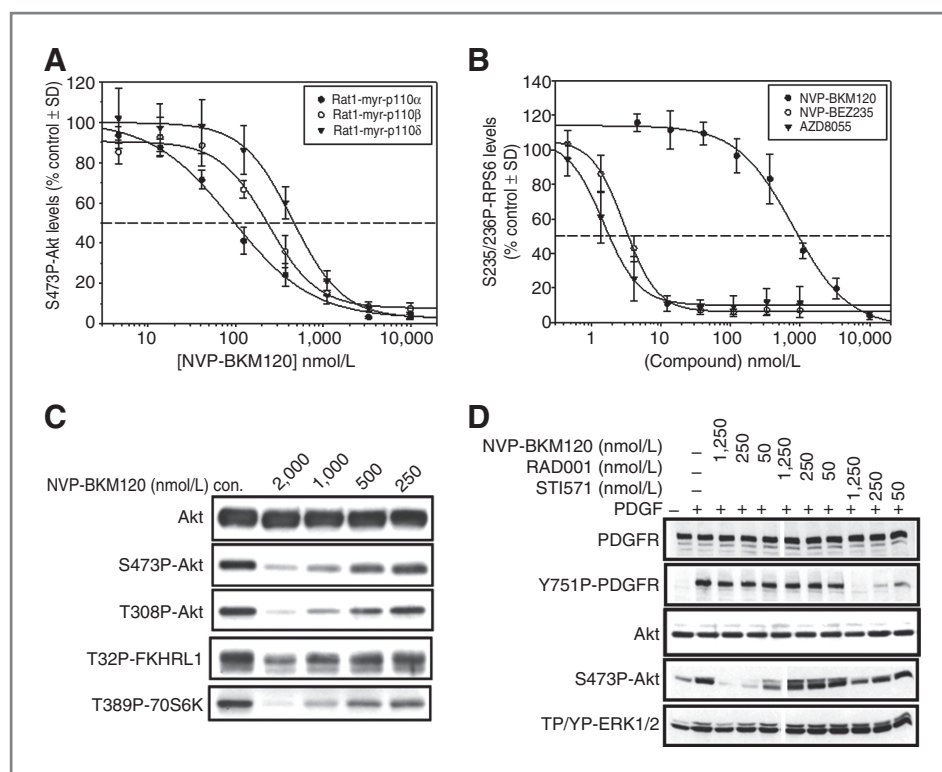 A
S473P-Akt levels (% control ± SD)
120
100
80
60
40
20
0
10
100
1,000
10,000
[NVP-BKM120] nmol/L
Rat1-myr-p110α
Rat1-myr-p110β
Rat1-myr-p110δ
B
S235/236P-RPS6 levels
(% control ± SD)
140
120
100
80
60
40
20
0
1
10
100
1,000
10,000
(Compound) nmol/L
NVP-BKM120
NVP-BEZ235
AZD8055
C
NVP-BKM120 (nmol/L) con. 2,000 1,000 500 250
Akt
S473P-Akt
T308P-Akt
T32P-FKHRL1
T389P-70S6K
D
NVP-BKM120 (nmol/L) – 1,250 250 50
RAD001 (nmol/L) 1,250 250 50
STI571 (nmol/L) – 1,250 250 50
PDGF – + + + + + + + + + +
PDGFR
Y751P-PDGFR
Akt
S473P-Akt
TP/YP-ERK1/2